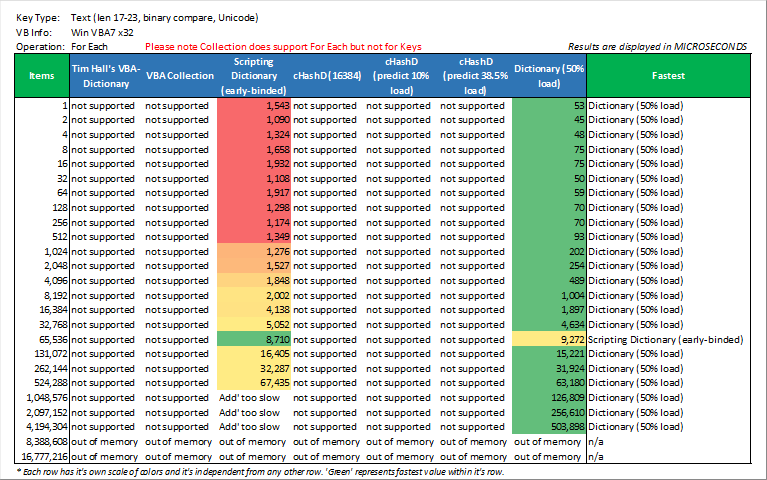 Key Type: Text (len 17-23, binary compare, Unicode)
VB Info: Win VBA7 x32
Operation: For Each Please note Collection does support For Each but not for Keys Results are displayed in MICROSECONDS
Items Tim Hall's VBA-Dictionary VBA Collection Scripting Dictionary (early-binded) cHashD (16384) cHashD (predict 10% load) cHashD (predict 38.5% load) Dictionary (50% load) Fastest
1 not supported not supported 1,543 not supported not supported not supported 53 Dictionary (50% load)
2 not supported not supported 1,090 not supported not supported not supported 45 Dictionary (50% load)
4 not supported not supported 1,324 not supported not supported not supported 48 Dictionary (50% load)
8 not supported not supported 1,658 not supported not supported not supported 75 Dictionary (50% load)
16 not supported not supported 1,932 not supported not supported not supported 75 Dictionary (50% load)
32 not supported not supported 1,108 not supported not supported not supported 50 Dictionary (50% load)
64 not supported not supported 1,917 not supported not supported not supported 59 Dictionary (50% load)
128 not supported not supported 1,298 not supported not supported not supported 70 Dictionary (50% load)
256 not supported not supported 1,174 not supported not supported not supported 70 Dictionary (50% load)
512 not supported not supported 1,349 not supported not supported not supported 93 Dictionary (50% load)
1,024 not supported not supported 1,276 not supported not supported not supported 202 Dictionary (50% load)
2,048 not supported not supported 1,527 not supported not supported not supported 254 Dictionary (50% load)
4,096 not supported not supported 1,848 not supported not supported not supported 489 Dictionary (50% load)
8,192 not supported not supported 2,002 not supported not supported not supported 1,004 Dictionary (50% load)
16,384 not supported not supported 4,138 not supported not supported not supported 1,897 Dictionary (50% load)
32,768 not supported not supported 5,052 not supported not supported not supported 4,634 Dictionary (50% load)
65,536 not supported not supported 8,710 not supported not supported not supported 9,272 Scripting Dictionary (early-binded)
131,072 not supported not supported 16,405 not supported not supported not supported 15,221 Dictionary (50% load)
262,144 not supported not supported 32,287 not supported not supported not supported 31,924 Dictionary (50% load)
524,288 not supported not supported 67,435 not supported not supported not supported 63,180 Dictionary (50% load)
1,048,576 not supported not supported Add' too slow not supported not supported not supported 126,809 Dictionary (50% load)
2,097,152 not supported not supported Add' too slow not supported not supported not supported 256,610 Dictionary (50% load)
4,194,304 not supported not supported Add' too slow not supported not supported not supported 503,898 Dictionary (50% load)
8,388,608 out of memory out of memory out of memory out of memory out of memory out of memory out of memory n/a
16,777,216 out of memory out of memory out of memory out of memory out of memory out of memory out of memory n/a
* Each row has it's own scale of colors and it's independent from any other row. 'Green' represents fastest value within it's row.